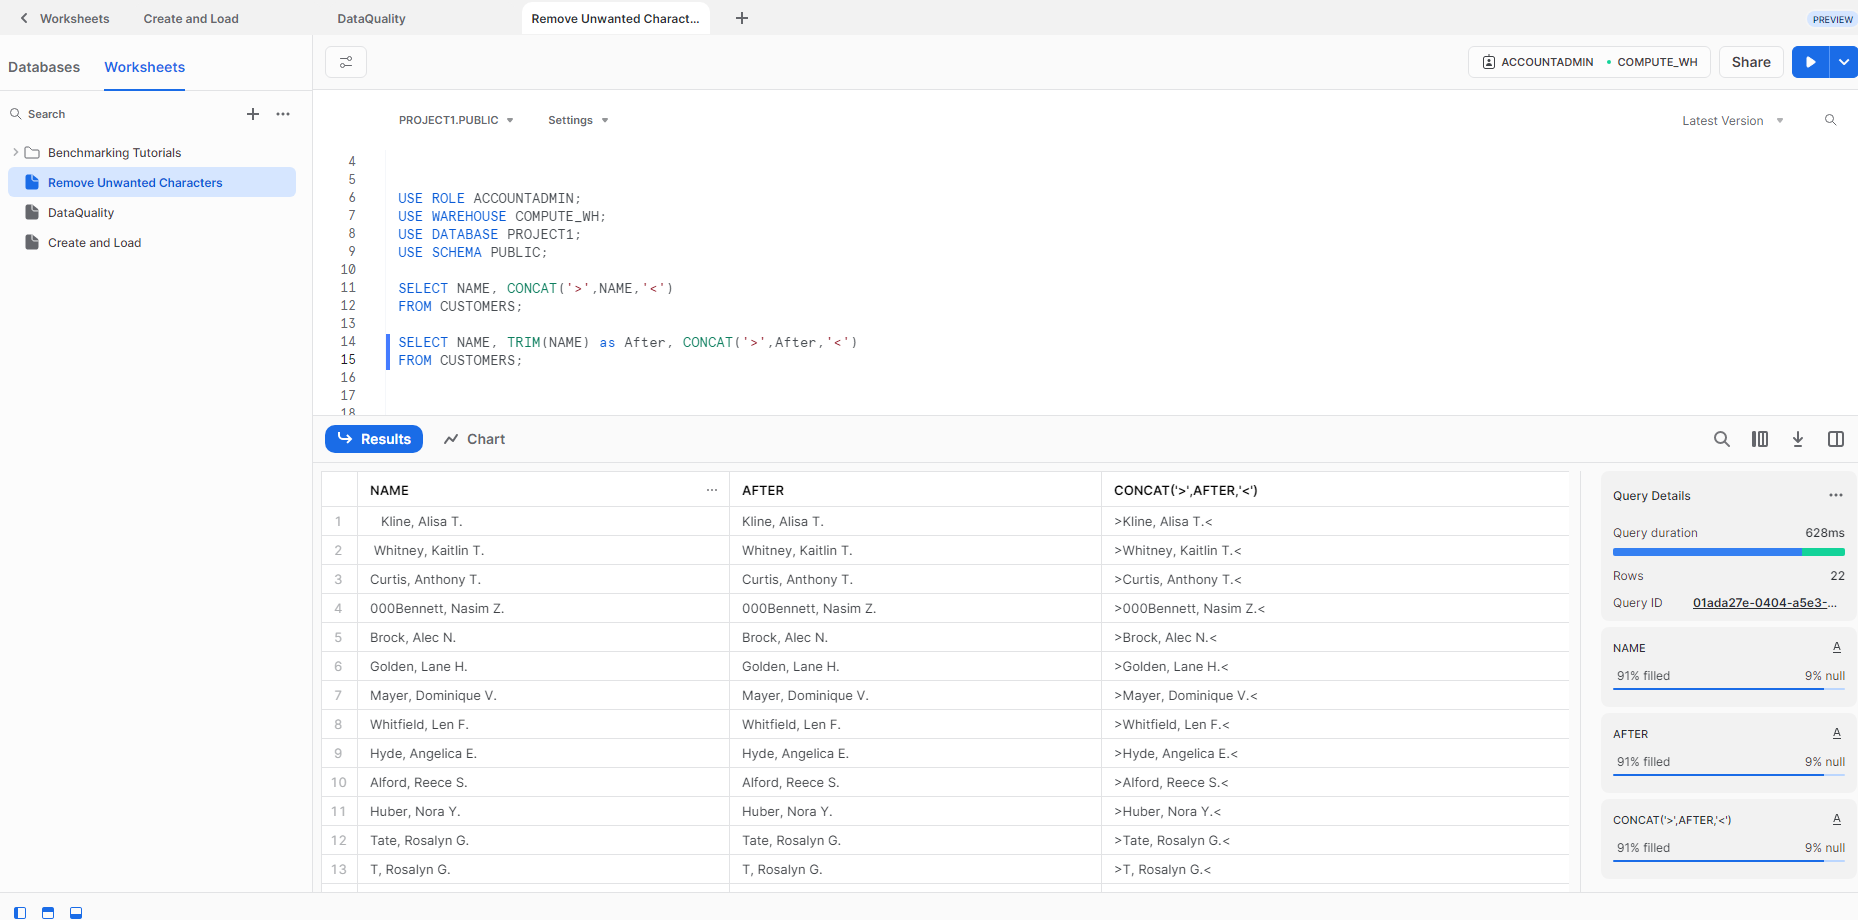 Worksheets
Create and Load
DataQuality
Remove Unwanted Charact...
PREVIEW
Databases
Worksheets
ACCOUNTADMIN
COMPUTE_WH
Share
Search
Benchmarking Tutorials
Remove Unwanted Characters
DataQuality
Create and Load
PROJECT1.PUBLIC
Settings
Latest Version
4
5
6 USE ROLE ACCOUNTADMIN;
7 USE WAREHOUSE COMPUTE_WH;
8 USE DATABASE PROJECT1;
9 USE SCHEMA PUBLIC;
10
11 SELECT NAME, CONCAT('>',NAME,'<')
12 FROM CUSTOMERS;
13
14 SELECT NAME, TRIM(NAME) as After, CONCAT('>',After,'<')
15 FROM CUSTOMERS;
16
17
18
Results
Chart
NAME ... AFTER CONCAT('>',AFTER,'<')
1 Kline, Alisa T. Kline, Alisa T. >Kline, Alisa T.<
2 Whitney, Kaitlin T. Whitney, Kaitlin T. >Whitney, Kaitlin T.<
3 Curtis, Anthony T. Curtis, Anthony T. >Curtis, Anthony T.<
4 000Bennett, Nasim Z. 000Bennett, Nasim Z. >000Bennett, Nasim Z.<
5 Brock, Alec N. Brock, Alec N. >Brock, Alec N.<
6 Golden, Lane H. Golden, Lane H. >Golden, Lane H.<
7 Mayer, Dominique V. Mayer, Dominique V. >Mayer, Dominique V.<
8 Whitfield, Len F. Whitfield, Len F. >Whitfield, Len F.<
9 Hyde, Angelica E. Hyde, Angelica E. >Hyde, Angelica E.<
10 Alford, Reece S. Alford, Reece S. >Alford, Reece S.<
11 Huber, Nora Y. Huber, Nora Y. >Huber, Nora Y.<
12 Tate, Rosalyn G. Tate, Rosalyn G. >Tate, Rosalyn G.<
13 T, Rosalyn G. T, Rosalyn G. >T, Rosalyn G.<
Query Details
Query duration 628ms
Rows 22
Query ID 01ada27e-0404-a5e3-...
NAME A
91% filled 9% null
AFTER A
91% filled 9% null
CONCAT('>',AFTER,'<') A
91% filled 9% null